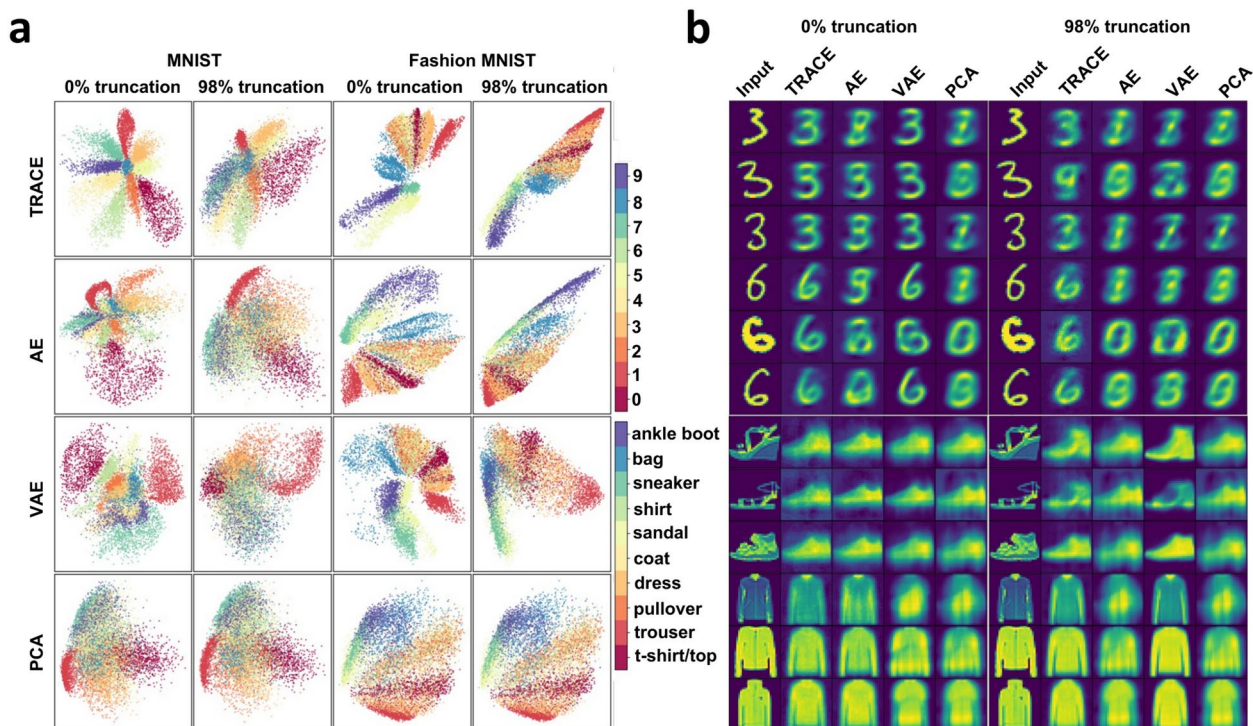 a
MNIST
Fashion MNIST
0% truncation
98% truncation
0% truncation
98% truncation
TRACE
AE
VAE
PCA
9
8
7
6
5
4
3
2
1
0
ankle boot
bag
sneaker
shirt
sandal
coat
dress
pullover
trouser
t-shirt/top
b
0% truncation
98% truncation
Input
TRACE
AE
VAE
PCA
Input
TRACE
AE
VAE
PCA